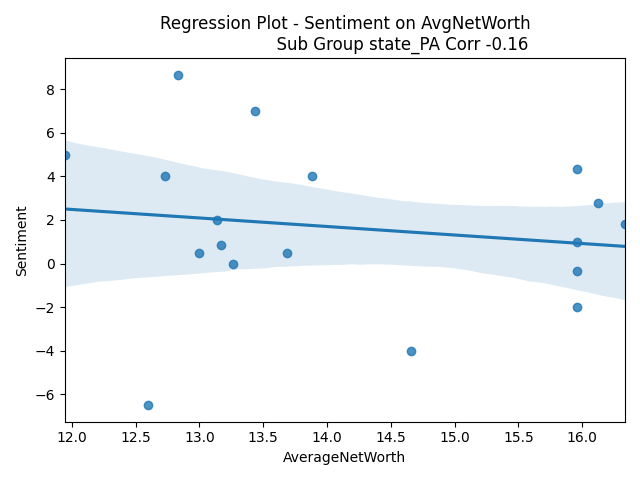 Regression Plot - Sentiment on AvgNetWorth
Sub Group state_PA Corr -0.16
8
6
4
2
0
−2
−4
−6
Sentiment
12.0 12.5 13.0 13.5 14.0 14.5 15.0 15.5 16.0
AverageNetWorth